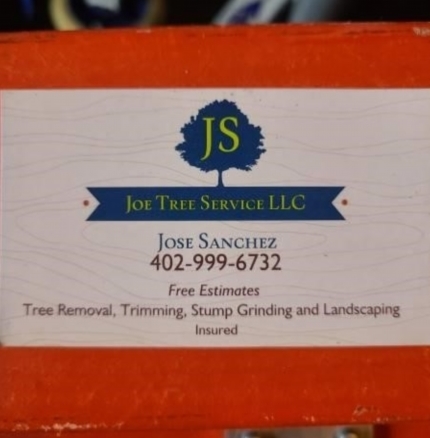 JS
JOE TREE SERVICE LLC
JOSE SANCHEZ
402-999-6732
Free Estimates
Tree Removal, Trimming, Stump Grinding and Landscaping
Insured